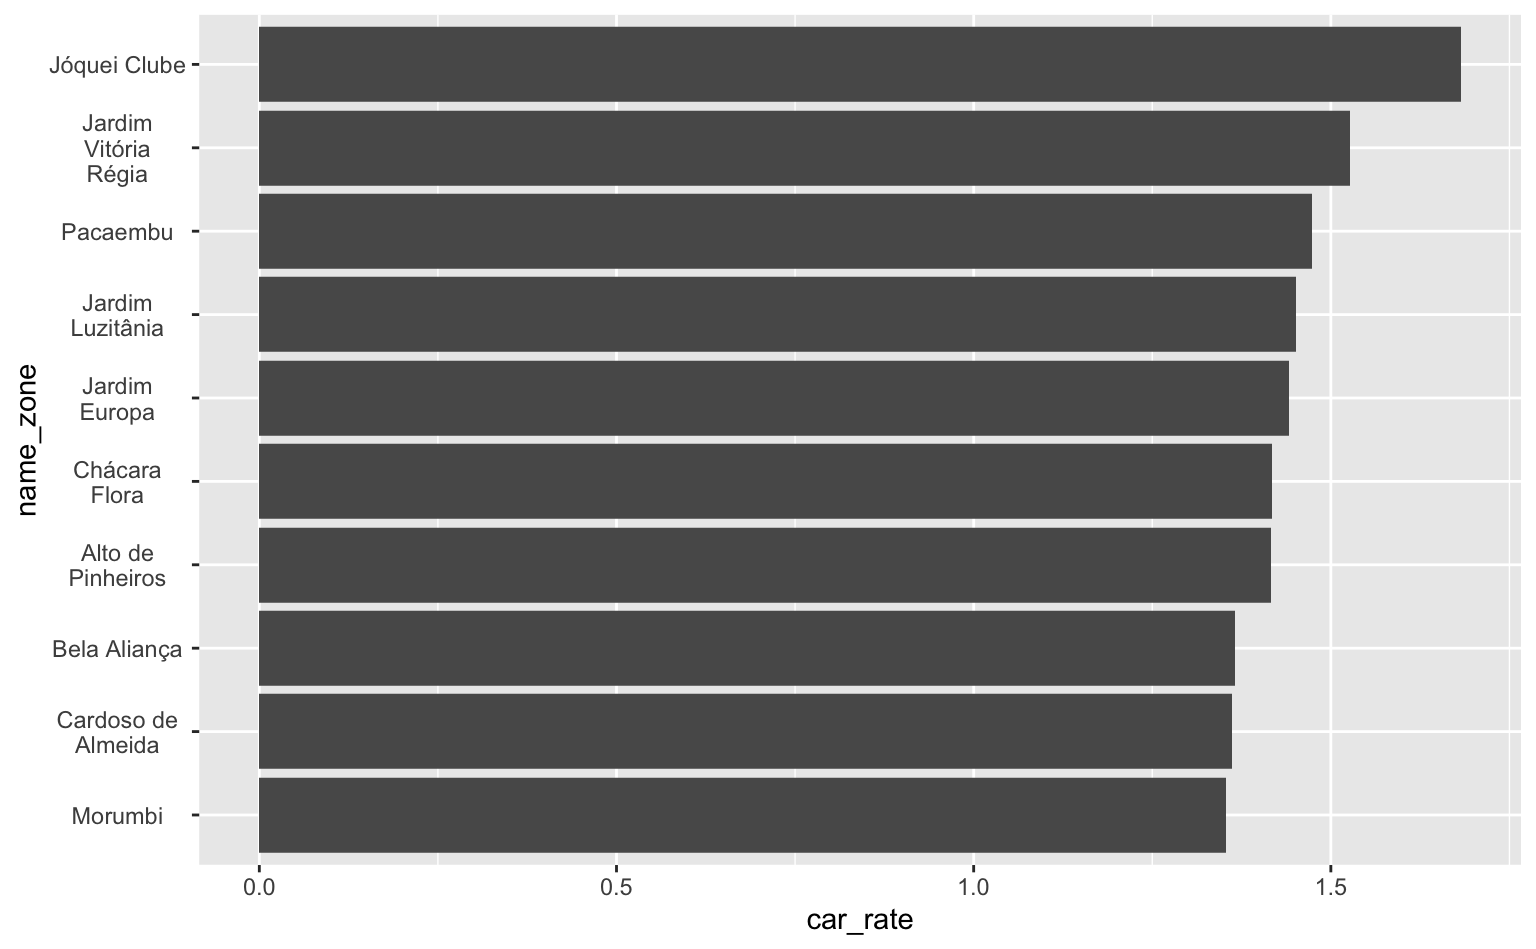 Jóquei Clube
Jardim
Vitória
Régia
Pacaembu
Jardim
Luzitânia
Jardim
Europa
Chácara
Flora
Alto de
Pinheiros
Bela Aliança
Cardoso de
Almeida
Morumbi
name_zone
0.0 0.5 1.0 1.5
car_rate